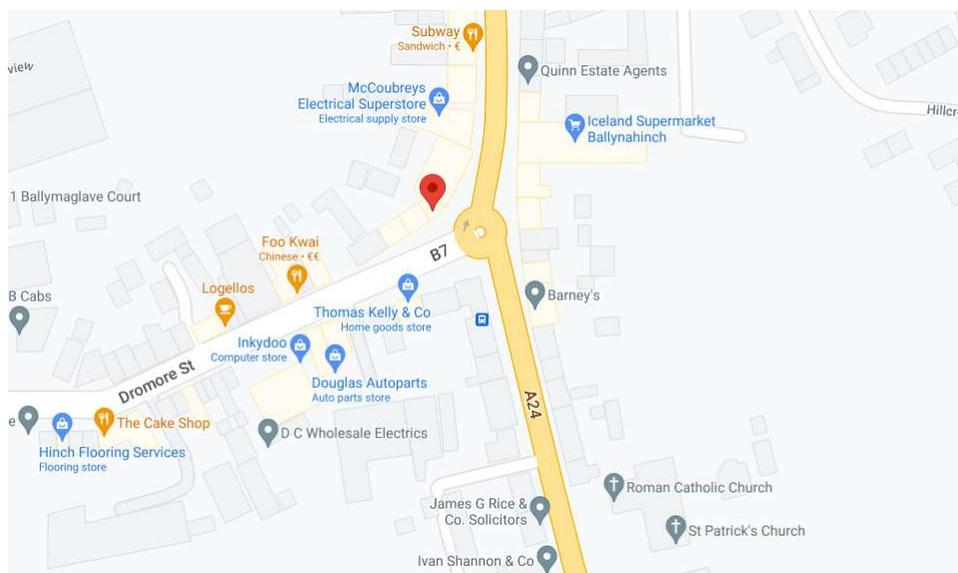 Subway
Sandwich • €
view
Quinn Estate Agents
McCoubreys
Electrical Superstore
Electrical supply store
Iceland Supermarket
Ballynahinch
Hillcr
1 Ballymaglave Court
Foo Kwai
Chinese • €€
B7
Logellos
B Cabs
Barney's
Thomas Kelly & Co
Home goods store
Inkydoo
Computer store
Dromore St
Douglas Autoparts
Auto parts store
A24
e
The Cake Shop
D C Wholesale Electrics
Hinch Flooring Services
Flooring store
Roman Catholic Church
James G Rice &
Co. Solicitors
St Patrick's Church
Ivan Shannon & Co